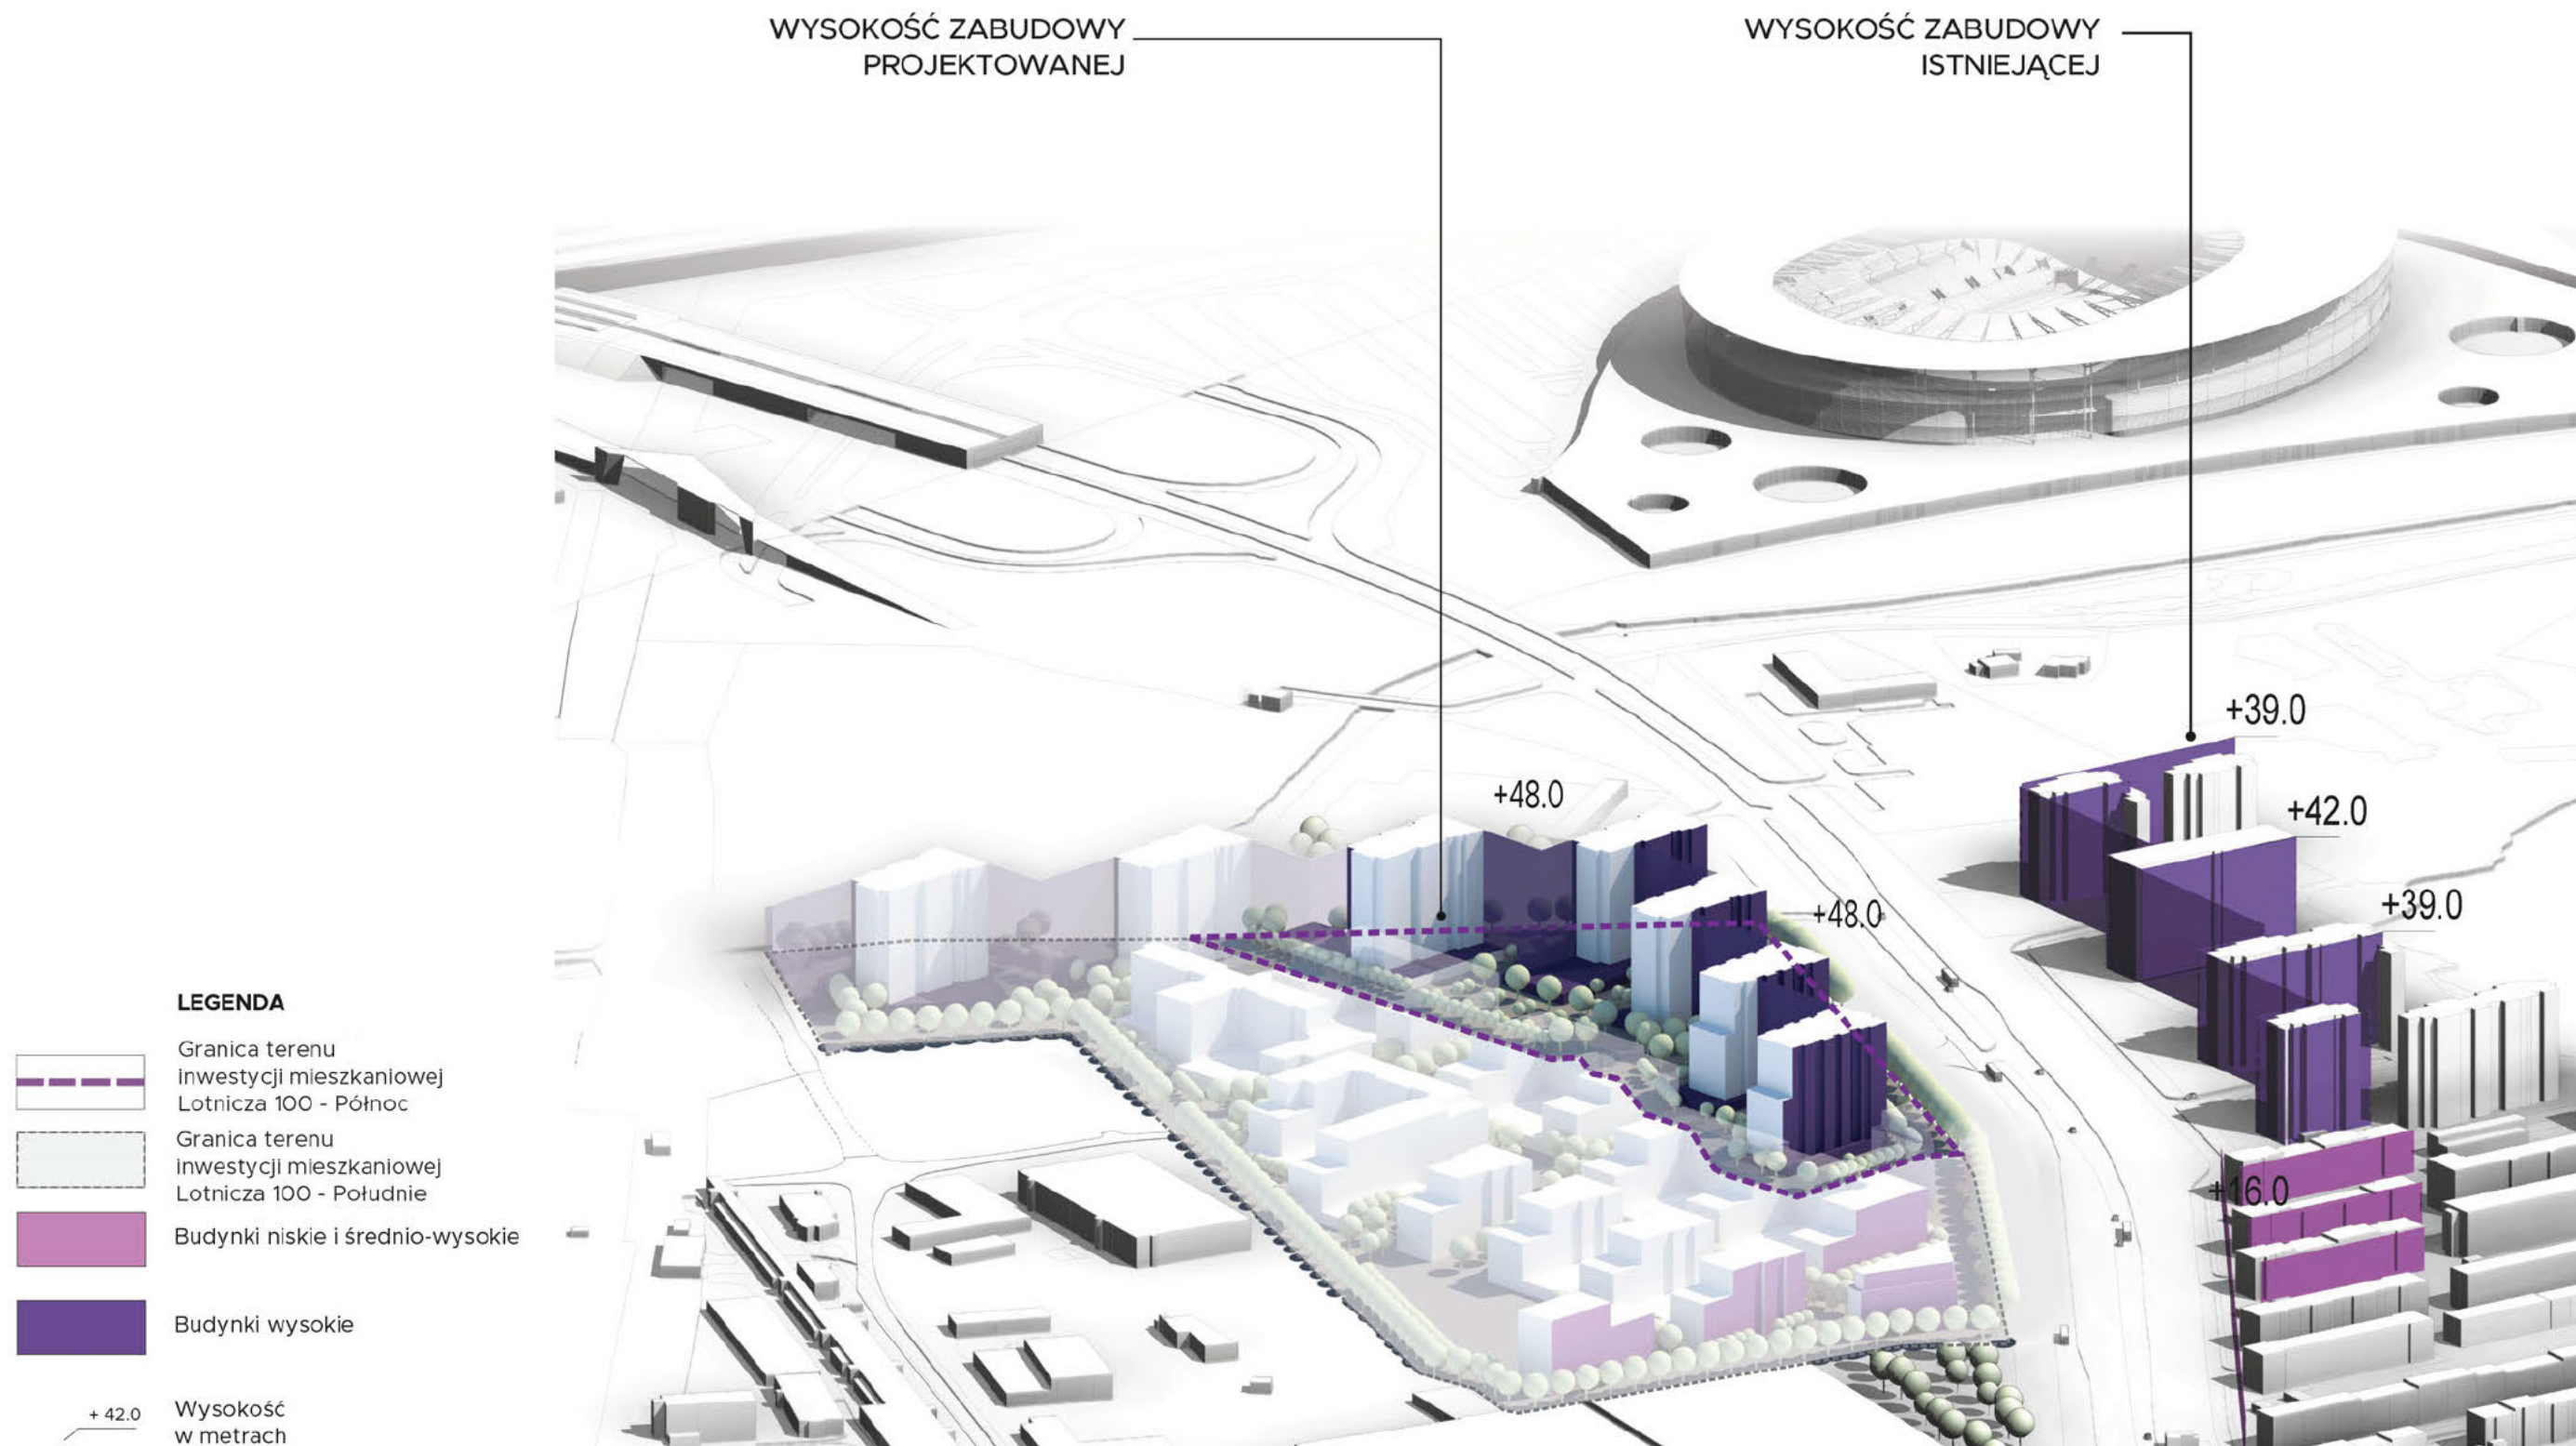 WYSOKOŚĆ ZABUDOWY
PROJEKTOWANEJ
WYSOKOŚĆ ZABUDOWY
ISTNIEJĄCEJ
+39.0
+48.0
+42.0
+39.0
+48.0
+16.0
LEGENDA
Granica terenu
inwestycji mieszkaniowej
Lotnicza 100 - Północ
Granica terenu
inwestycji mieszkaniowej
Lotnicza 100 - Południe
Budynki niskie i średnio-wysokie
Budynki wysokie
+ 42.0
Wysokość
w metrach